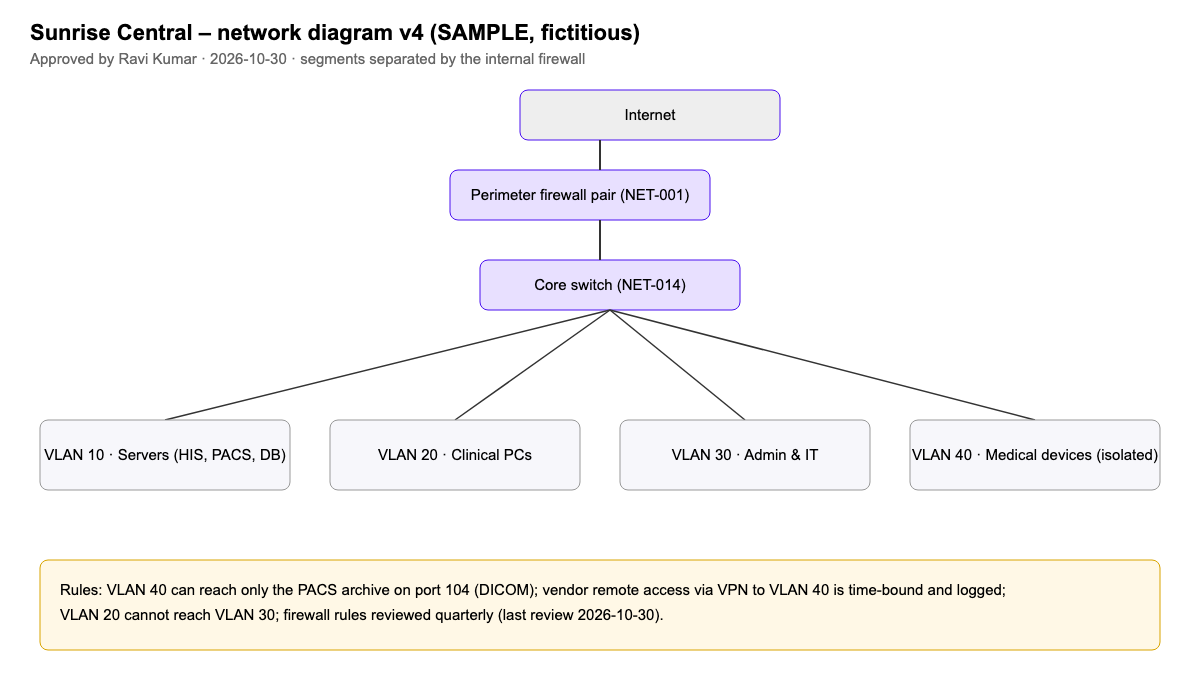 Sunrise Central – network diagram v4 (SAMPLE, fictitious)
Approved by Ravi Kumar · 2026-10-30 · segments separated by the internal firewall
Internet
Perimeter firewall pair (NET-001)
Core switch (NET-014)
VLAN 10 · Servers (HIS, PACS, DB)
VLAN 20 · Clinical PCs
VLAN 30 · Admin & IT
VLAN 40 · Medical devices (isolated)
Rules: VLAN 40 can reach only the PACS archive on port 104 (DICOM); vendor remote access via VPN to VLAN 40 is time-bound and logged;
VLAN 20 cannot reach VLAN 30; firewall rules reviewed quarterly (last review 2026-10-30).